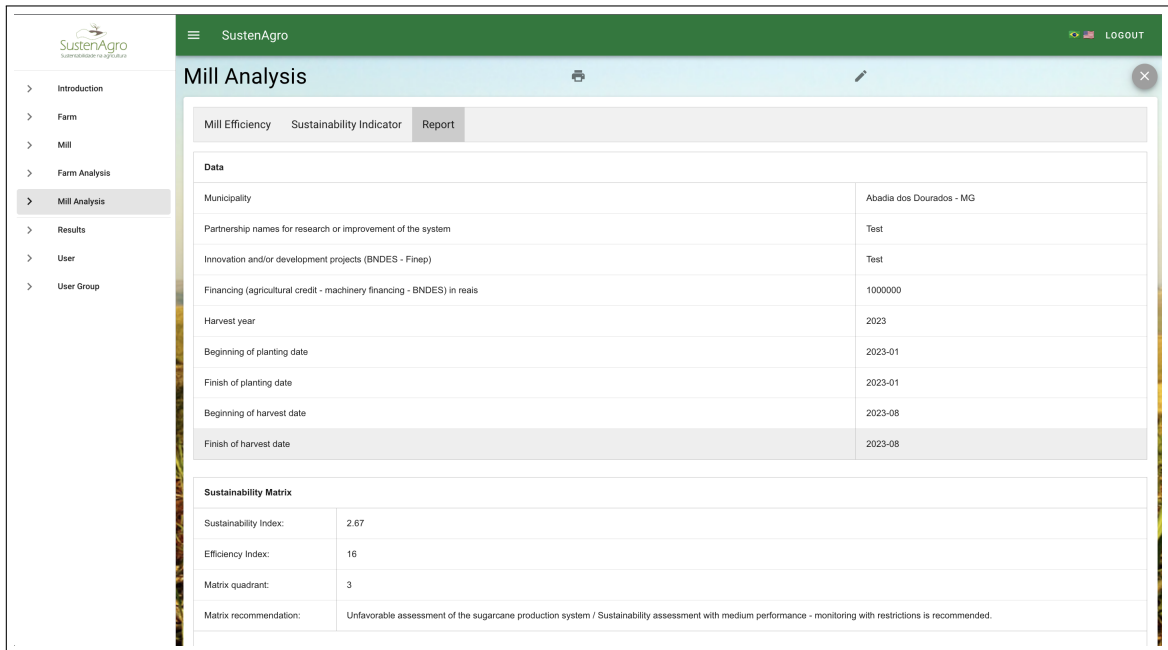 SustenAgro
Sustentabilidade na agricultura
Introduction
Farm
Mill
Farm Analysis
Mill Analysis
Results
User
User Group
SustenAgro
LOGOUT
Mill Analysis
Mill Efficiency Sustainability Indicator Report
Data
Municipality Abadia dos Dourados - MG
Partnership names for research or improvement of the system Test
Innovation and/or development projects (BNDES - Finep) Test
Financing (agricultural credit - machinery financing - BNDES) in reais 1000000
Harvest year 2023
Beginning of planting date 2023-01
Finish of planting date 2023-01
Beginning of harvest date 2023-08
Finish of harvest date 2023-08
Sustainability Matrix
Sustainability Index: 2.67
Efficiency Index: 16
Matrix quadrant: 3
Matrix recommendation: Unfavorable assessment of the sugarcane production system / Sustainability assessment with medium performance - monitoring with restrictions is recommended.